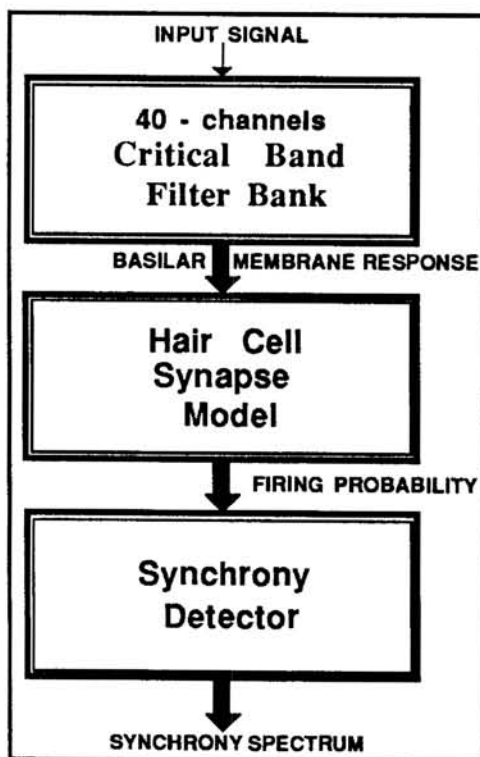 INPUT SIGNAL
40 - channels
Critical Band
Filter Bank
BASILAR MEMBRANE RESPONSE
Hair Cell
Synapse
Model
FIRING PROBABILITY
Synchrony
Detector
SYNCHRONY SPECTRUM